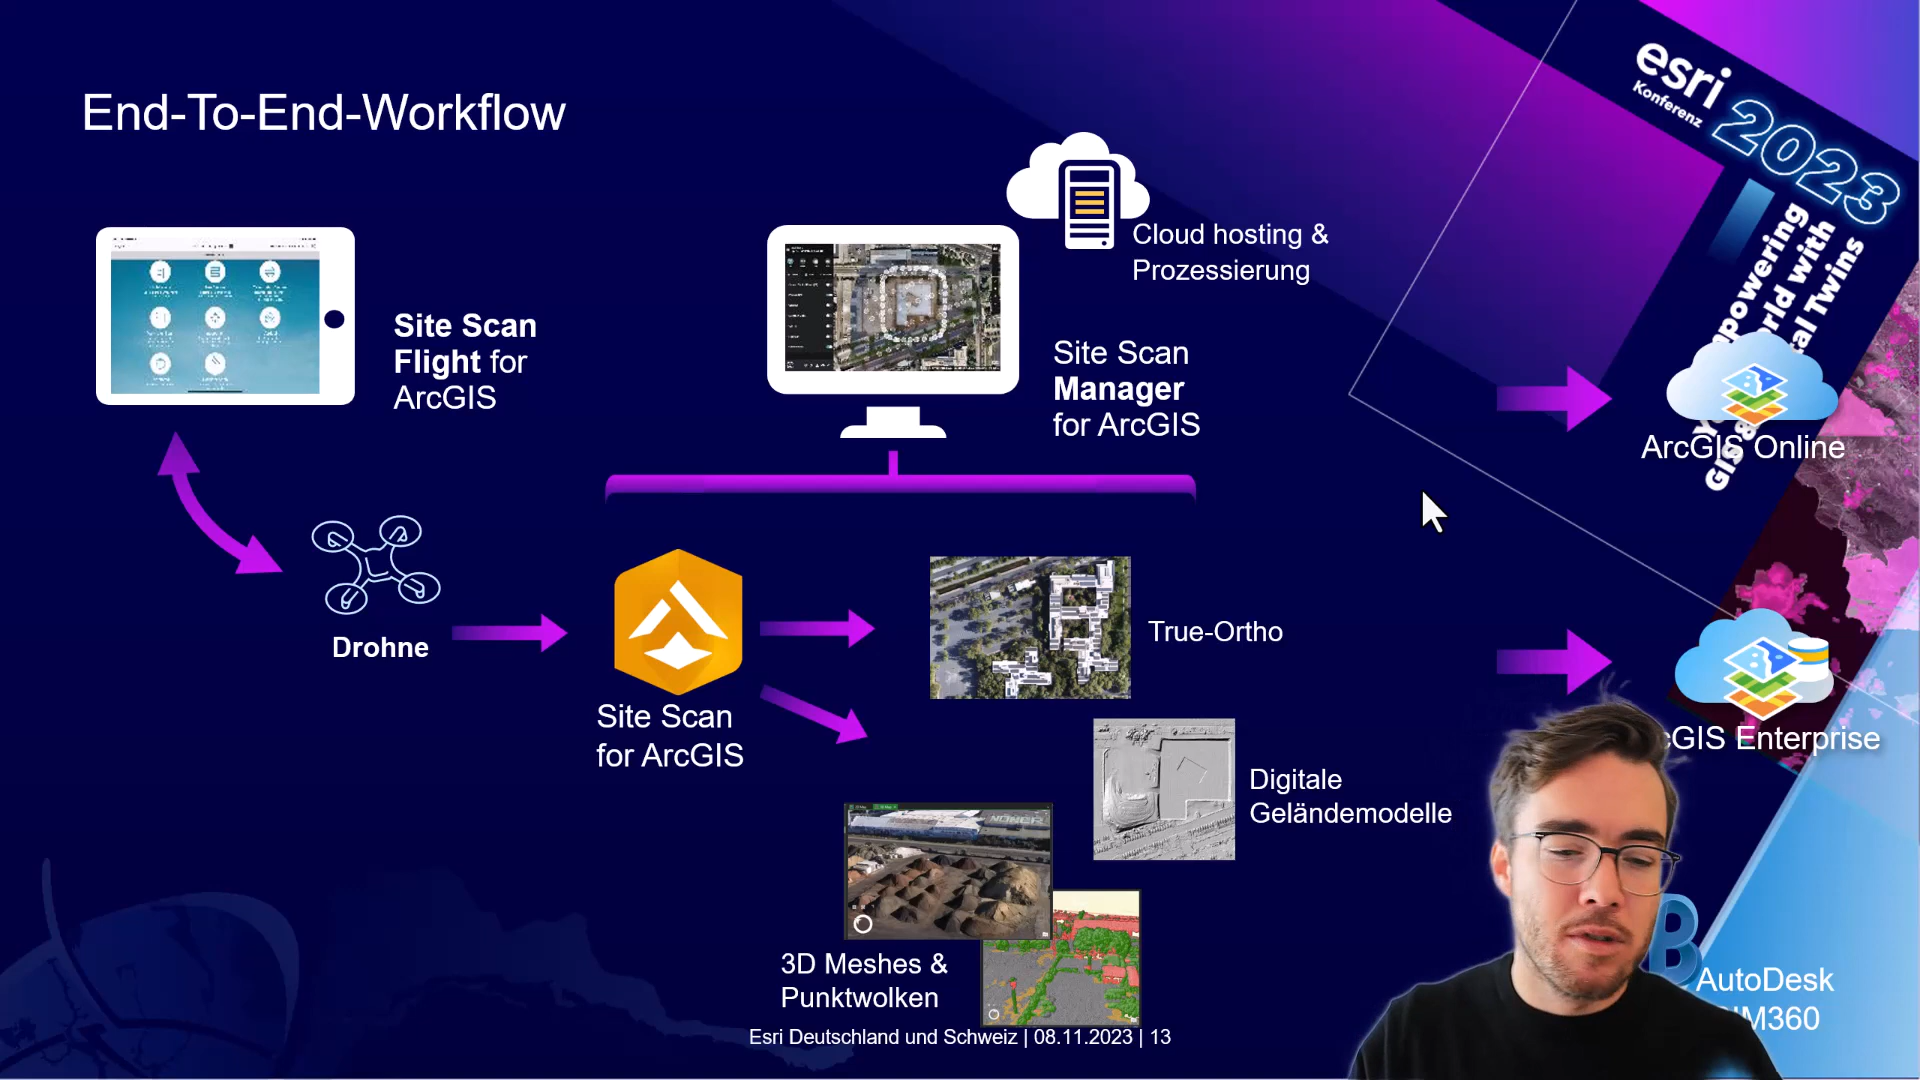 End-To-End-Workflow
esri
Konferenz
2023
Cloud hosting &
Prozessierung
Site Scan
Flight for
ArcGIS
Site Scan
Manager
for ArcGIS
ArcGIS Online
Drohne
Site Scan
for ArcGIS
True-Ortho
Digitale
Geländemodelle
cGIS Enterprise
3D Meshes &
Punktwolken
AutoDesk
IM360
Esri Deutschland und Schweiz | 08.11.2023 | 13